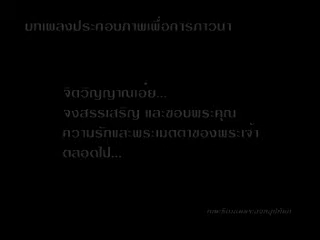 บทเพลงประกอบภาพเพื่อการภาวนา
จิตวิญญาณเอ๋ย...
จงสรรเสริญ และขอบพระคุณ
ความรักและพระเมตตาของพระเจ้า
ตลอดไป...